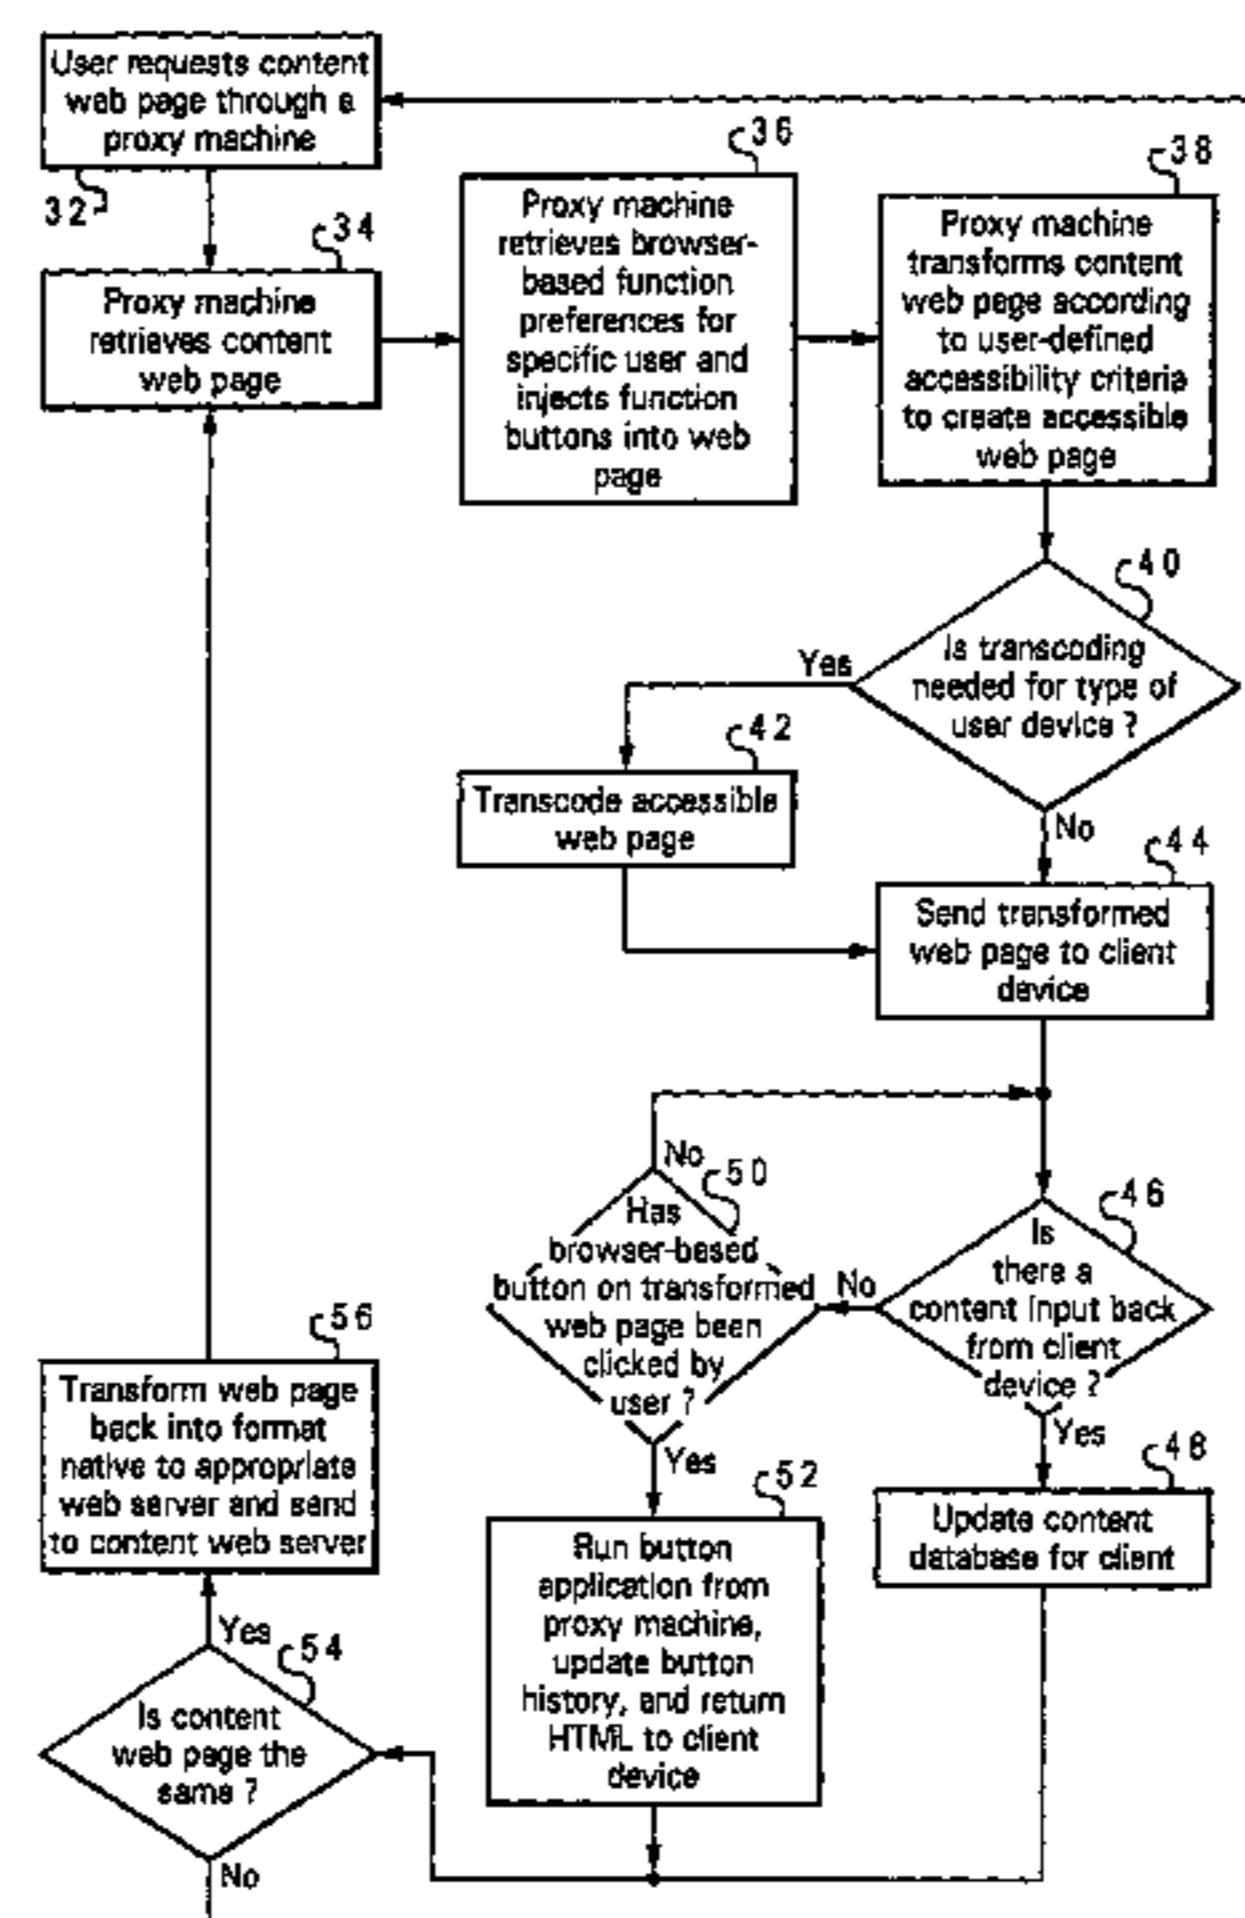 User requests content
web page through a
proxy machine
32
34
Proxy machine
retrieves content
web page
36
Proxy machine
retrieves browser-
based function
preferences for
specific user and
injects function
buttons into web
page
38
Proxy machine
transforms content
web page according
to user-defined
accessibility criteria
to create accessible
web page
40
Is transcoding
needed for type of
user device ?
Yes
No
42
Transcode accessible
web page
44
Send transformed
web page to client
device
46
Is
there a
content input back
from client
device ?
No
Yes
48
Update content
database for client
No
50
Has
browser-based
button on transformed
web page been
clicked by
user ?
Yes
52
Run button
application from
proxy machine,
update button
history, and return
HTML to client
device
54
Is content
web page the
same ?
Yes
No
56
Transform web page
back into format
native to appropriate
web server and send
to content web server